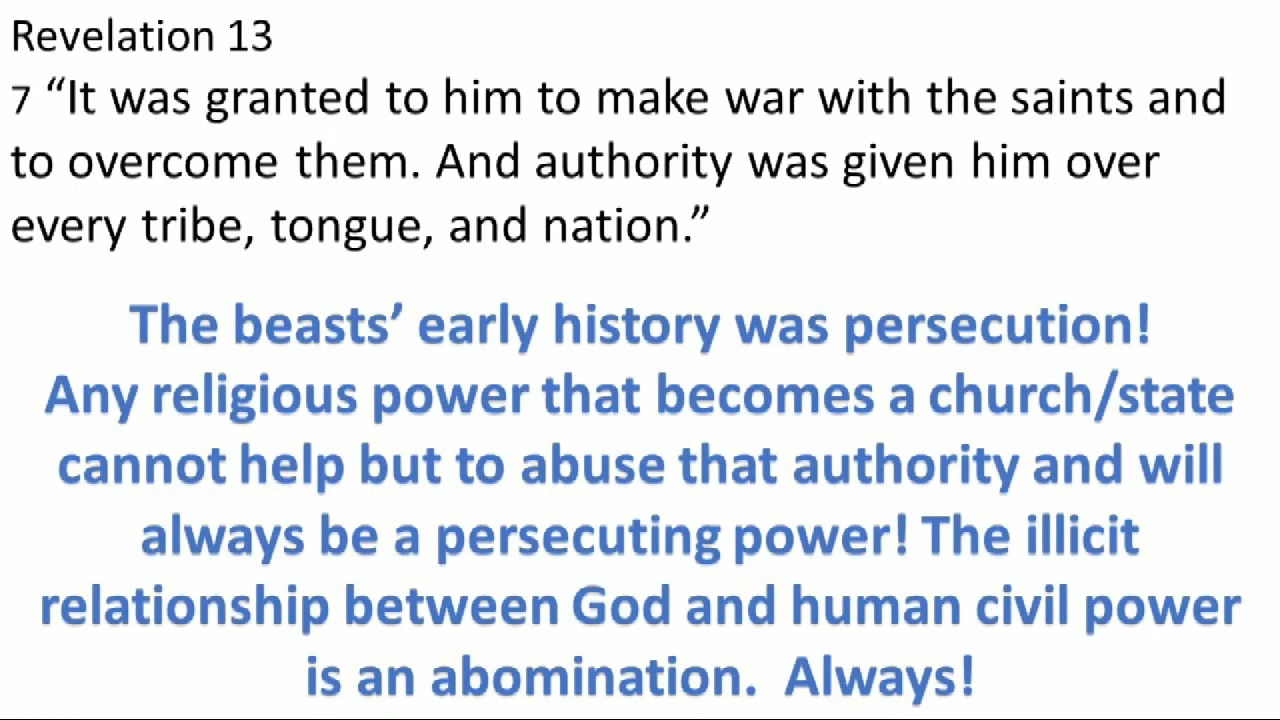 Revelation 13
7 “It was granted to him to make war with the saints and
to overcome them. And authority was given him over
every tribe, tongue, and nation.”
The beasts’ early history was persecution!
Any religious power that becomes a church/state
cannot help but to abuse that authority and will
always be a persecuting power! The illicit
relationship between God and human civil power
is an abomination.  Always!